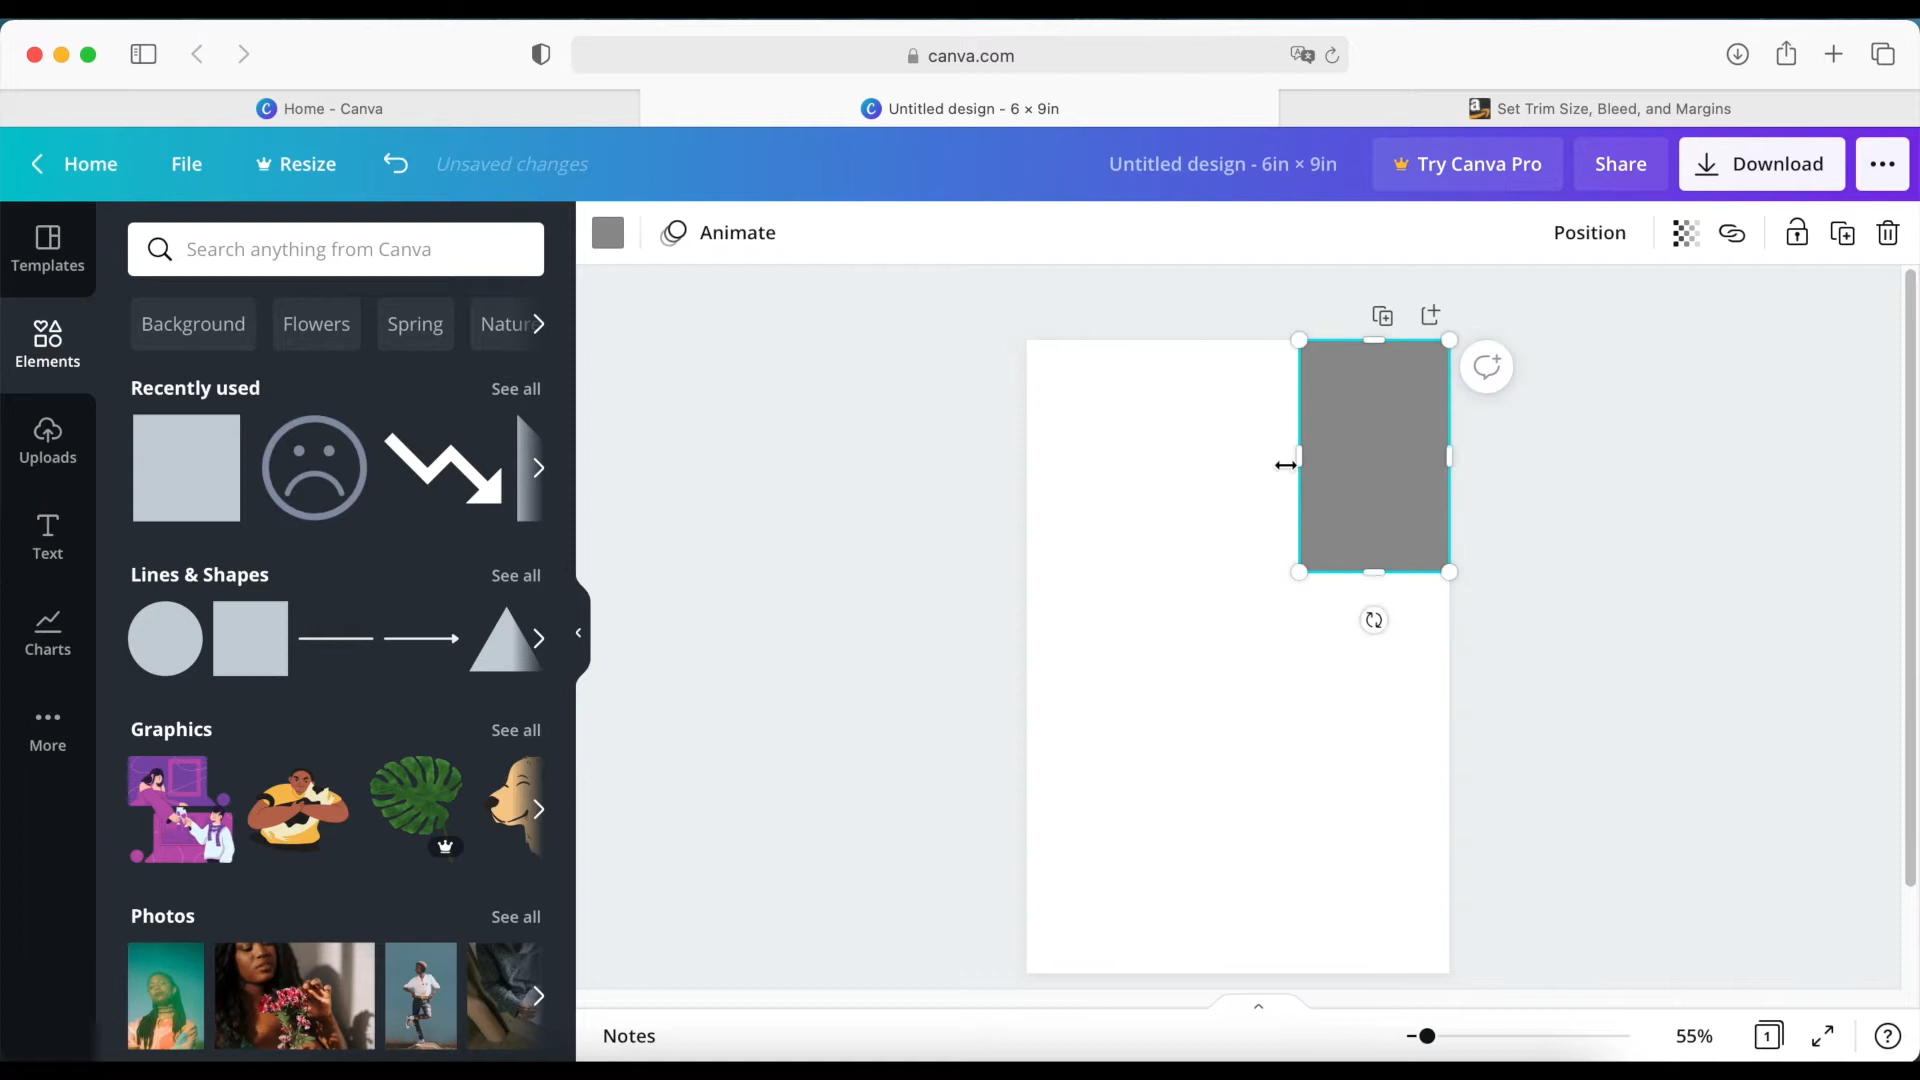 canva.com
Home - Canva
Untitled design - 6 × 9in
Set Trim Size, Bleed, and Margins
Home
File
Resize
Unsaved changes
Untitled design - 6in × 9in
Try Canva Pro
Share
Download
Templates
Search anything from Canva
Animate
Position
Background
Flowers
Spring
Natur
Elements
Recently used
See all
Uploads
Text
Lines & Shapes
See all
Charts
Graphics
See all
More
Photos
See all
Notes
55%
1